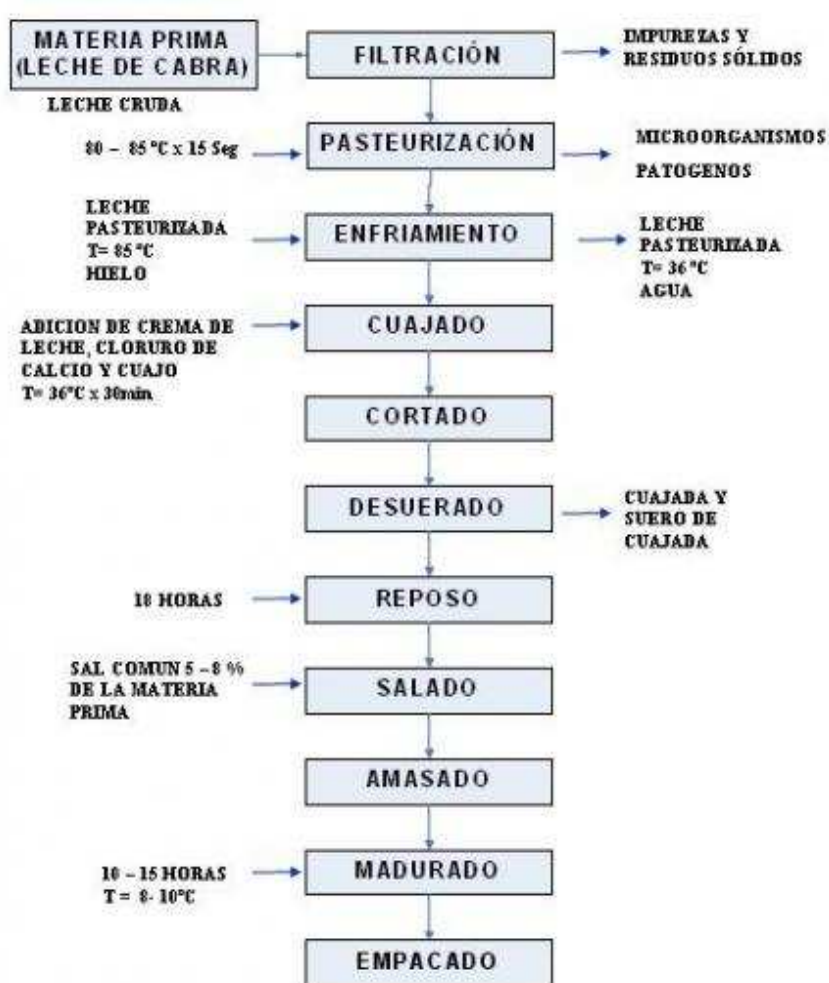 MATERIA PRIMA
(LECHE DE CABRA)
FILTRACIÓN
IMPUREZAS Y
RESIDUOS SÓLIDOS
LECHE CRUDA
80 – 85 °C x 15 Seg
PASTEURIZACIÓN
MICROORGANISMOS
PATOGENOS
LECHE
PASTEURIZADA
T= 85 °C
HIELO
ENFRIAMIENTO
LECHE
PASTEURIZADA
T= 36 °C
AGUA
ADICION DE CREMA DE
LECHE, CLORURO DE
CALCIO Y CUAJO
T= 36°C x 30min
CUAJADO
CORTADO
DESUERADO
CUAJADA Y
SUERO DE
CUAJADA
18 HORAS
REPOSO
SAL COMUN 5 – 8 %
DE LA MATERIA
PRIMA
SALADO
AMASADO
10 – 15 HORAS
T = 8- 10°C
MADURADO
EMPACADO